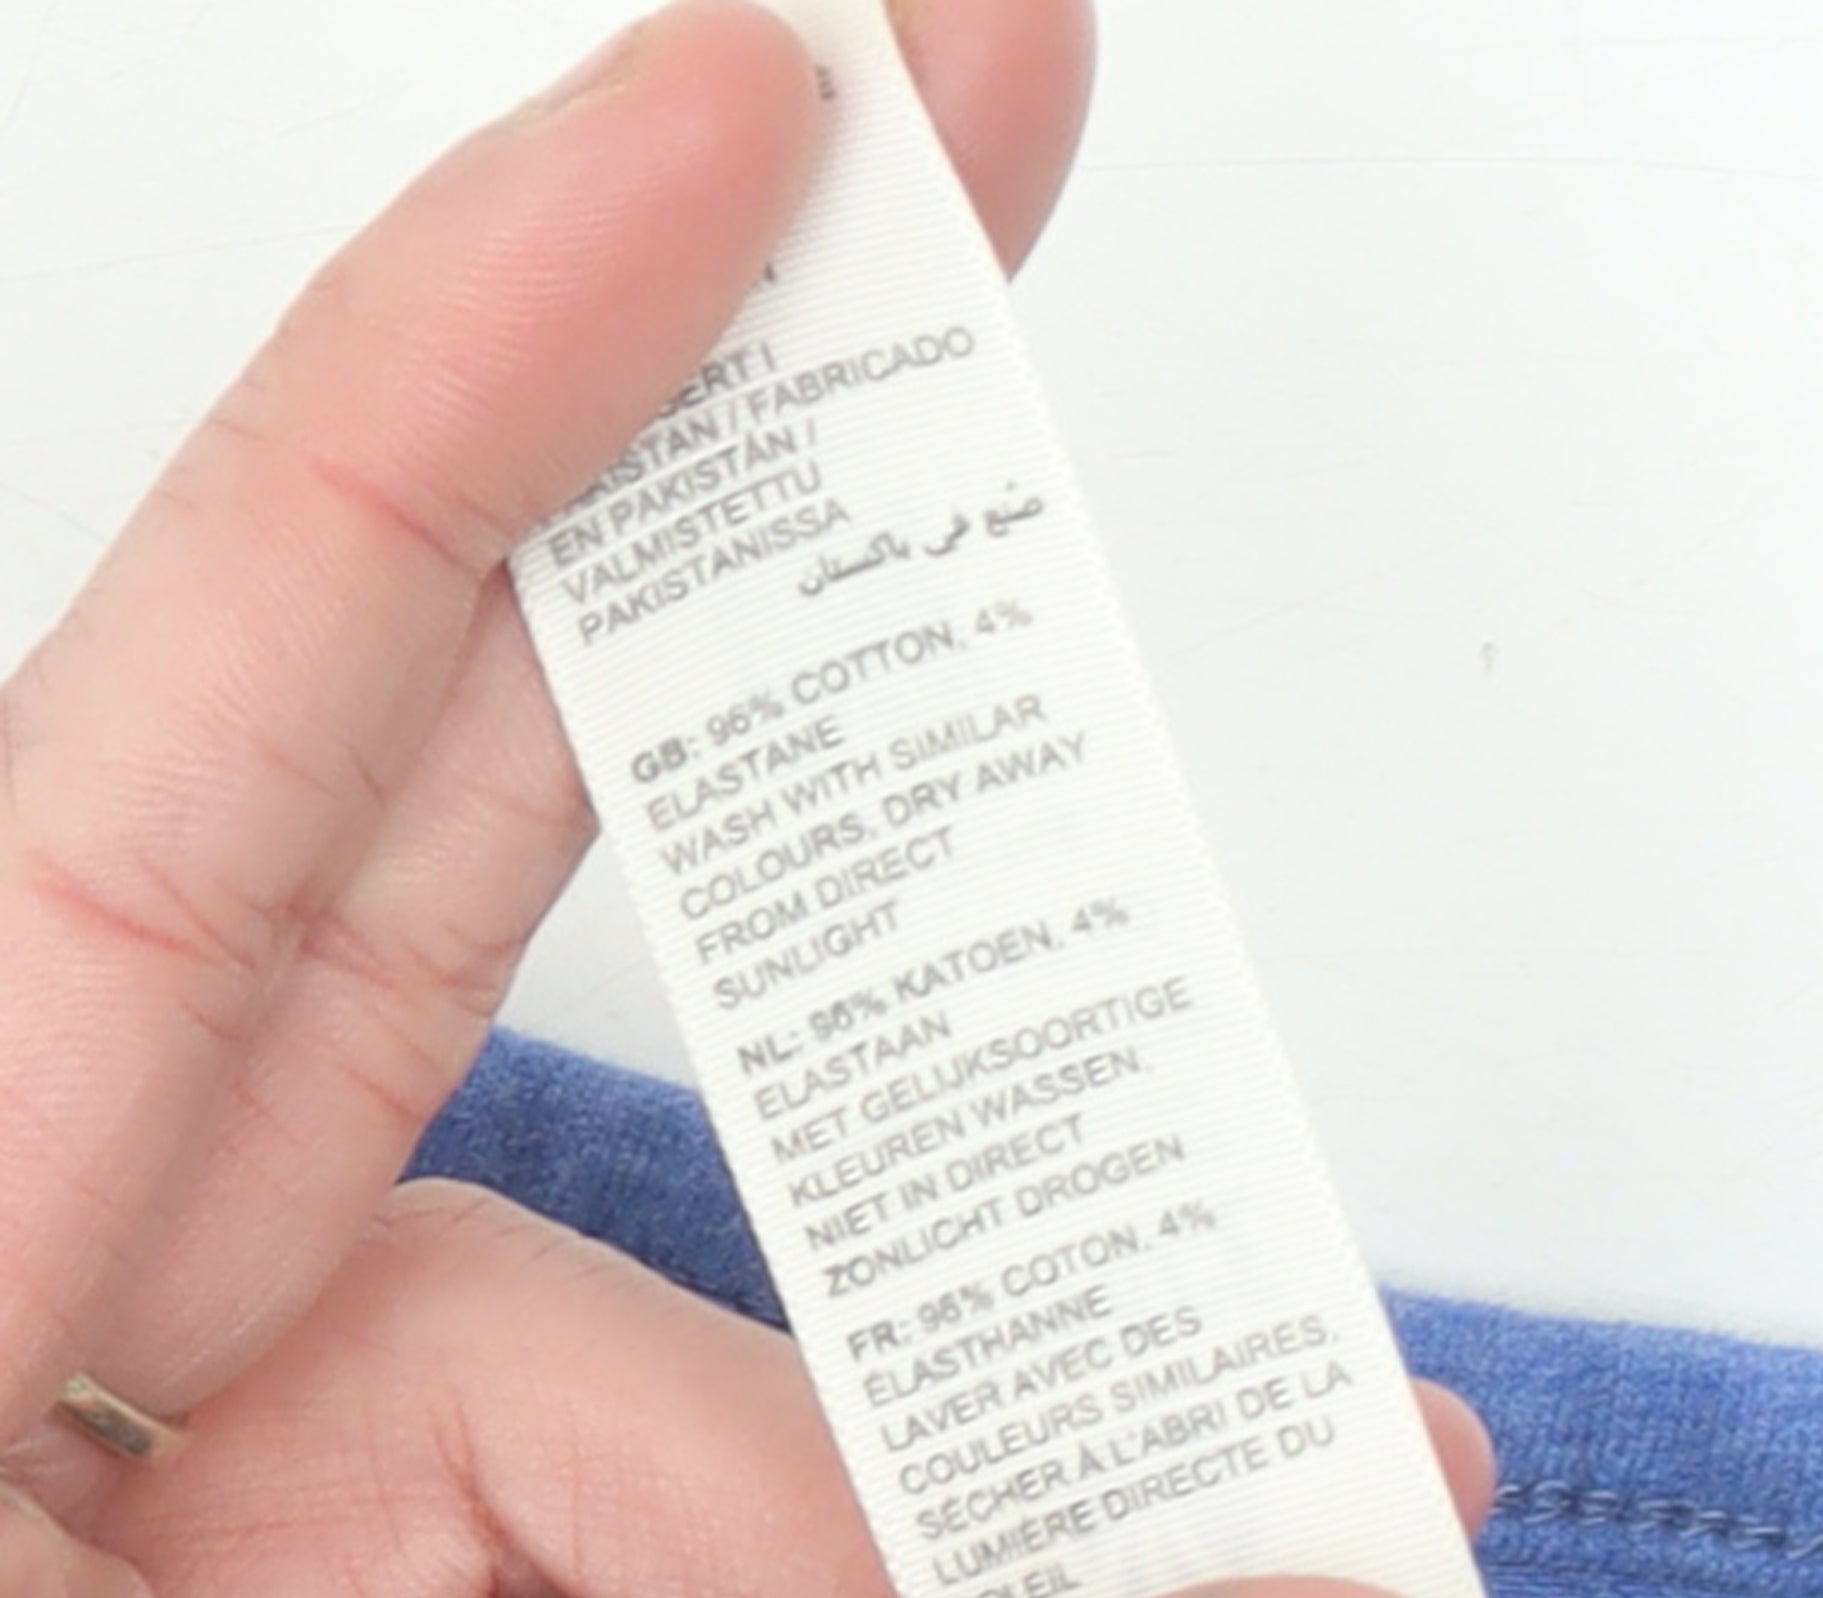 EN PAKISTÁN /
VALMISTETTU
PAKISTANISSA
صُنع في باكستان
GB: 96% COTTON, 4%
ELASTANE
WASH WITH SIMILAR
COLOURS, DRY AWAY
FROM DIRECT
SUNLIGHT
NL: 96% KATOEN, 4%
ELASTAAN
MET GELIJKSOORTIGE
KLEUREN WASSEN,
NIET IN DIRECT
ZONLICHT DROGEN
FR: 96% COTON, 4%
ÉLASTHANNE
LAVER AVEC DES
COULEURS SIMILAIRES,
SÉCHER À L'ABRI DE LA
LUMIÈRE DIRECTE DU